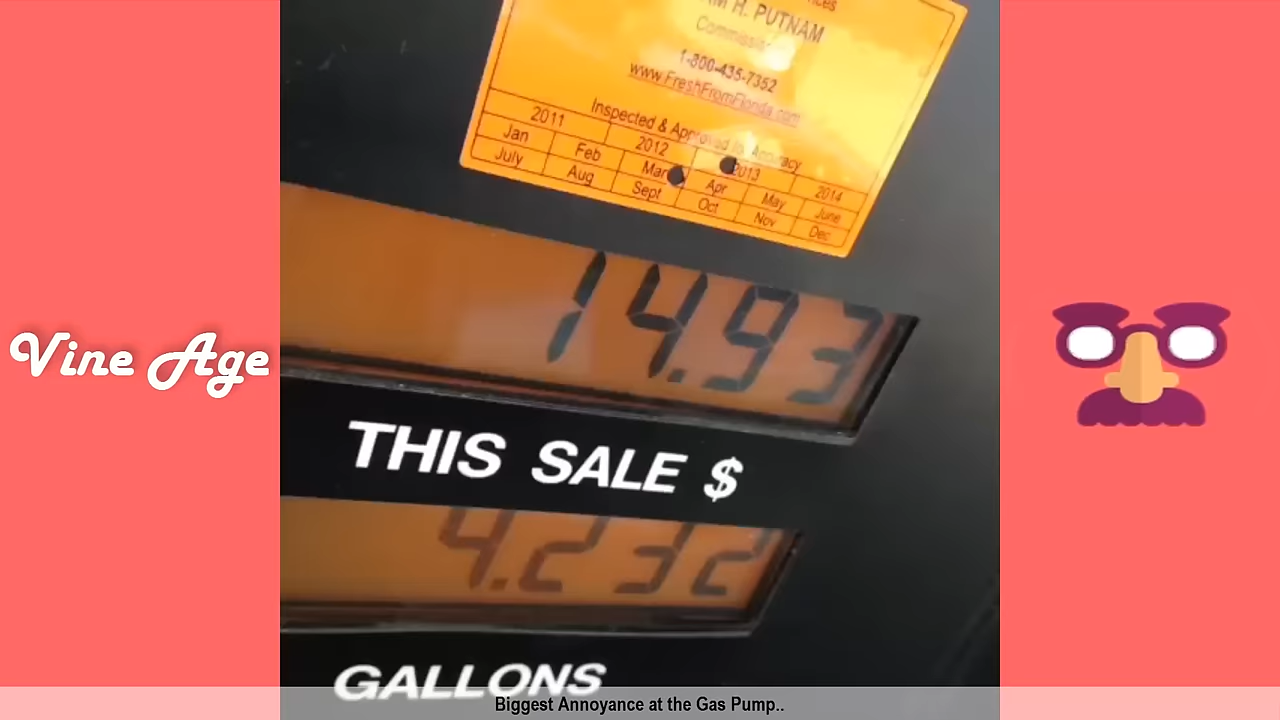 H. PUTNAM
Commissio
1-800-435-7352
www.FreshFromFlorida.com
Inspected & Approved for Accuracy
2011 2012 2013 2014
Jan Feb Mar Apr May June
July Aug Sept Oct Nov Dec
14.93
THIS SALE $
4.232
GALLONS
Vine Age
Biggest Annoyance at the Gas Pump..